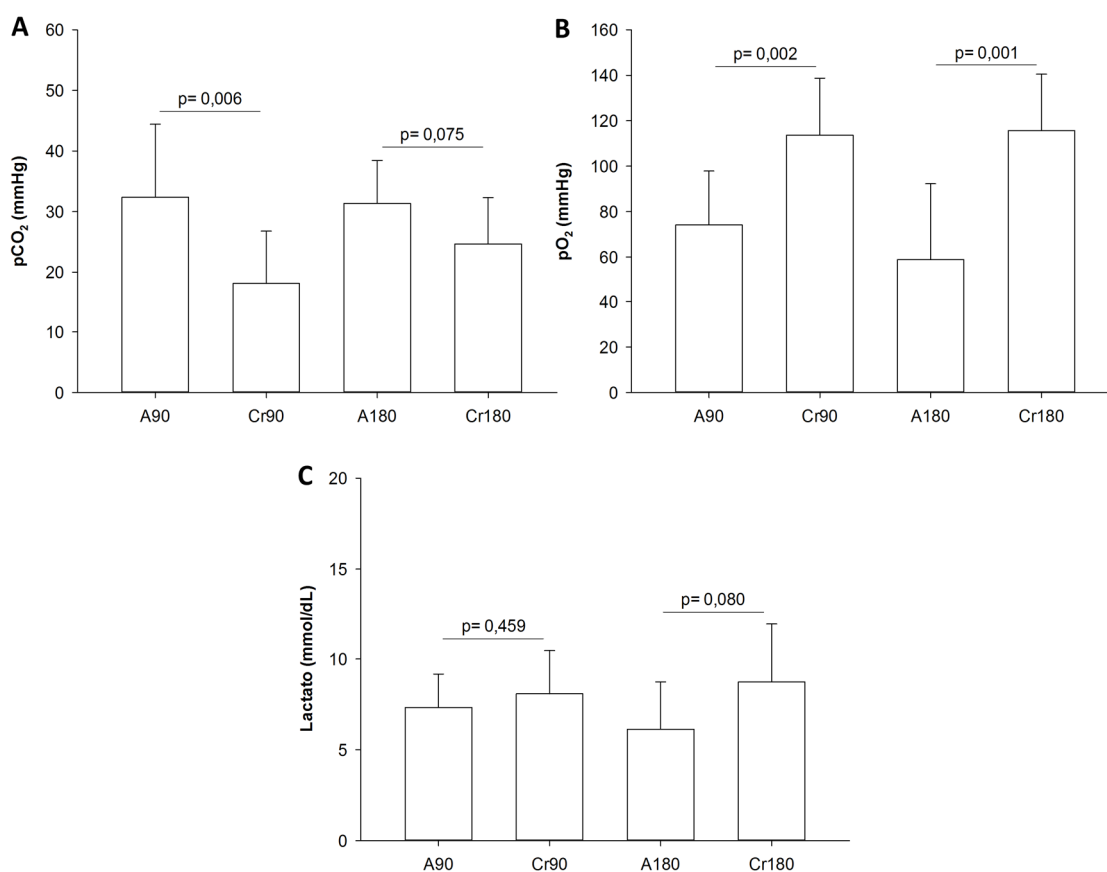 A
60
50
40
30
20
10
0
pCO₂ (mmHg)
p= 0,006
p= 0,075
A90
Cr90
A180
Cr180
B
160
140
120
100
80
60
40
20
0
pO₂ (mmHg)
p= 0,002
p= 0,001
A90
Cr90
A180
Cr180
C
20
15
10
5
0
Lactato (mmol/dL)
p= 0,459
p= 0,080
A90
Cr90
A180
Cr180